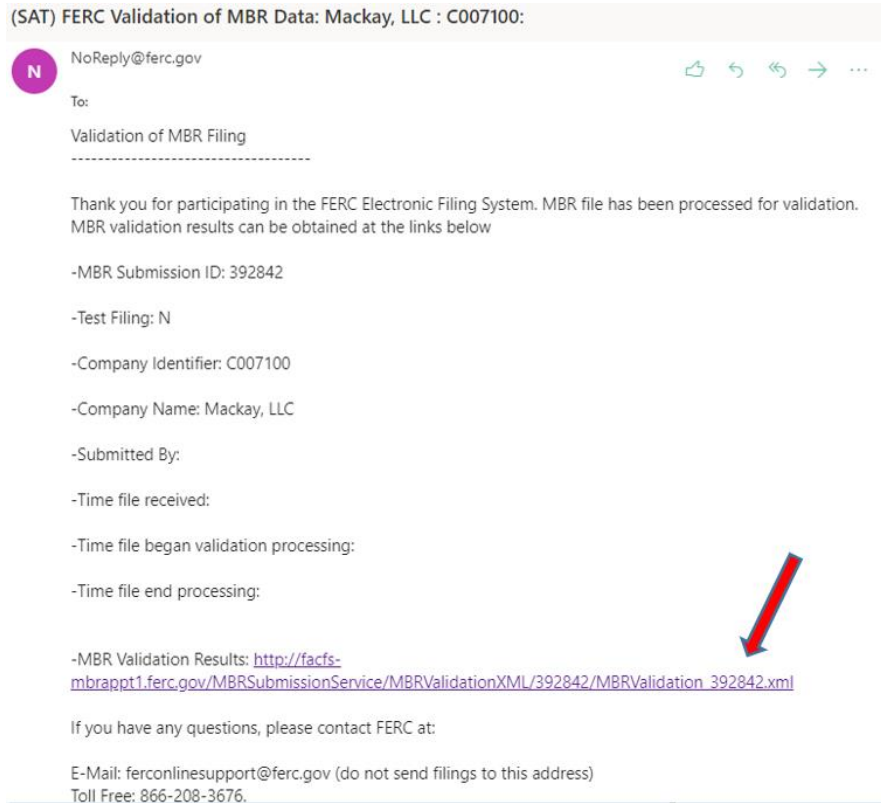 (SAT) FERC Validation of MBR Data: Mackay, LLC : C007100:
N
NoReply@ferc.gov
To:
Validation of MBR Filing
------------------------------------
Thank you for participating in the FERC Electronic Filing System. MBR file has been processed for validation.
MBR validation results can be obtained at the links below
-MBR Submission ID: 392842
-Test Filing: N
-Company Identifier: C007100
-Company Name: Mackay, LLC
-Submitted By:
-Time file received:
-Time file began validation processing:
-Time file end processing:
-MBR Validation Results: http://facfs-
mbrappt1.ferc.gov/MBRSubmissionService/MBRValidationXML/392842/MBRValidation_392842.xml
If you have any questions, please contact FERC at:
E-Mail: ferconlinesupport@ferc.gov (do not send filings to this address)
Toll Free: 866-208-3676.